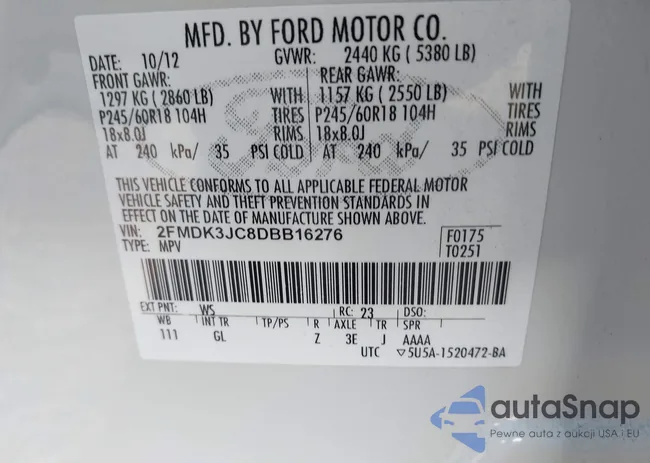 MFD. BY FORD MOTOR CO.
DATE: 10/12 GVWR: 2440 KG ( 5380 LB)
FRONT GAWR: REAR GAWR:
1297 KG ( 2860 LB) WITH 1157 KG ( 2550 LB) WITH
P245/60R18 104H TIRES P245/60R18 104H TIRES
18x8.0J RIMS 18x8.0J RIMS
AT 240 kPa/ 35 PSI COLD AT 240 kPa/ 35 PSI COLD
THIS VEHICLE CONFORMS TO ALL APPLICABLE FEDERAL MOTOR
VEHICLE SAFETY AND THEFT PREVENTION STANDARDS IN
EFFECT ON THE DATE OF MANUFACTURE SHOWN ABOVE.
VIN: 2FMDK3JC8DBB16276 F0175
TYPE: MPV T0251
EXT PNT: WS RC: 23 DSO:
WB INT TR TP/PS R AXLE TR SPR
111 GL Z 3E J AAAA
UTC ▽5U5A-1520472-BA
Ford
autaSnap
Pewne auta z aukcji USA i EU